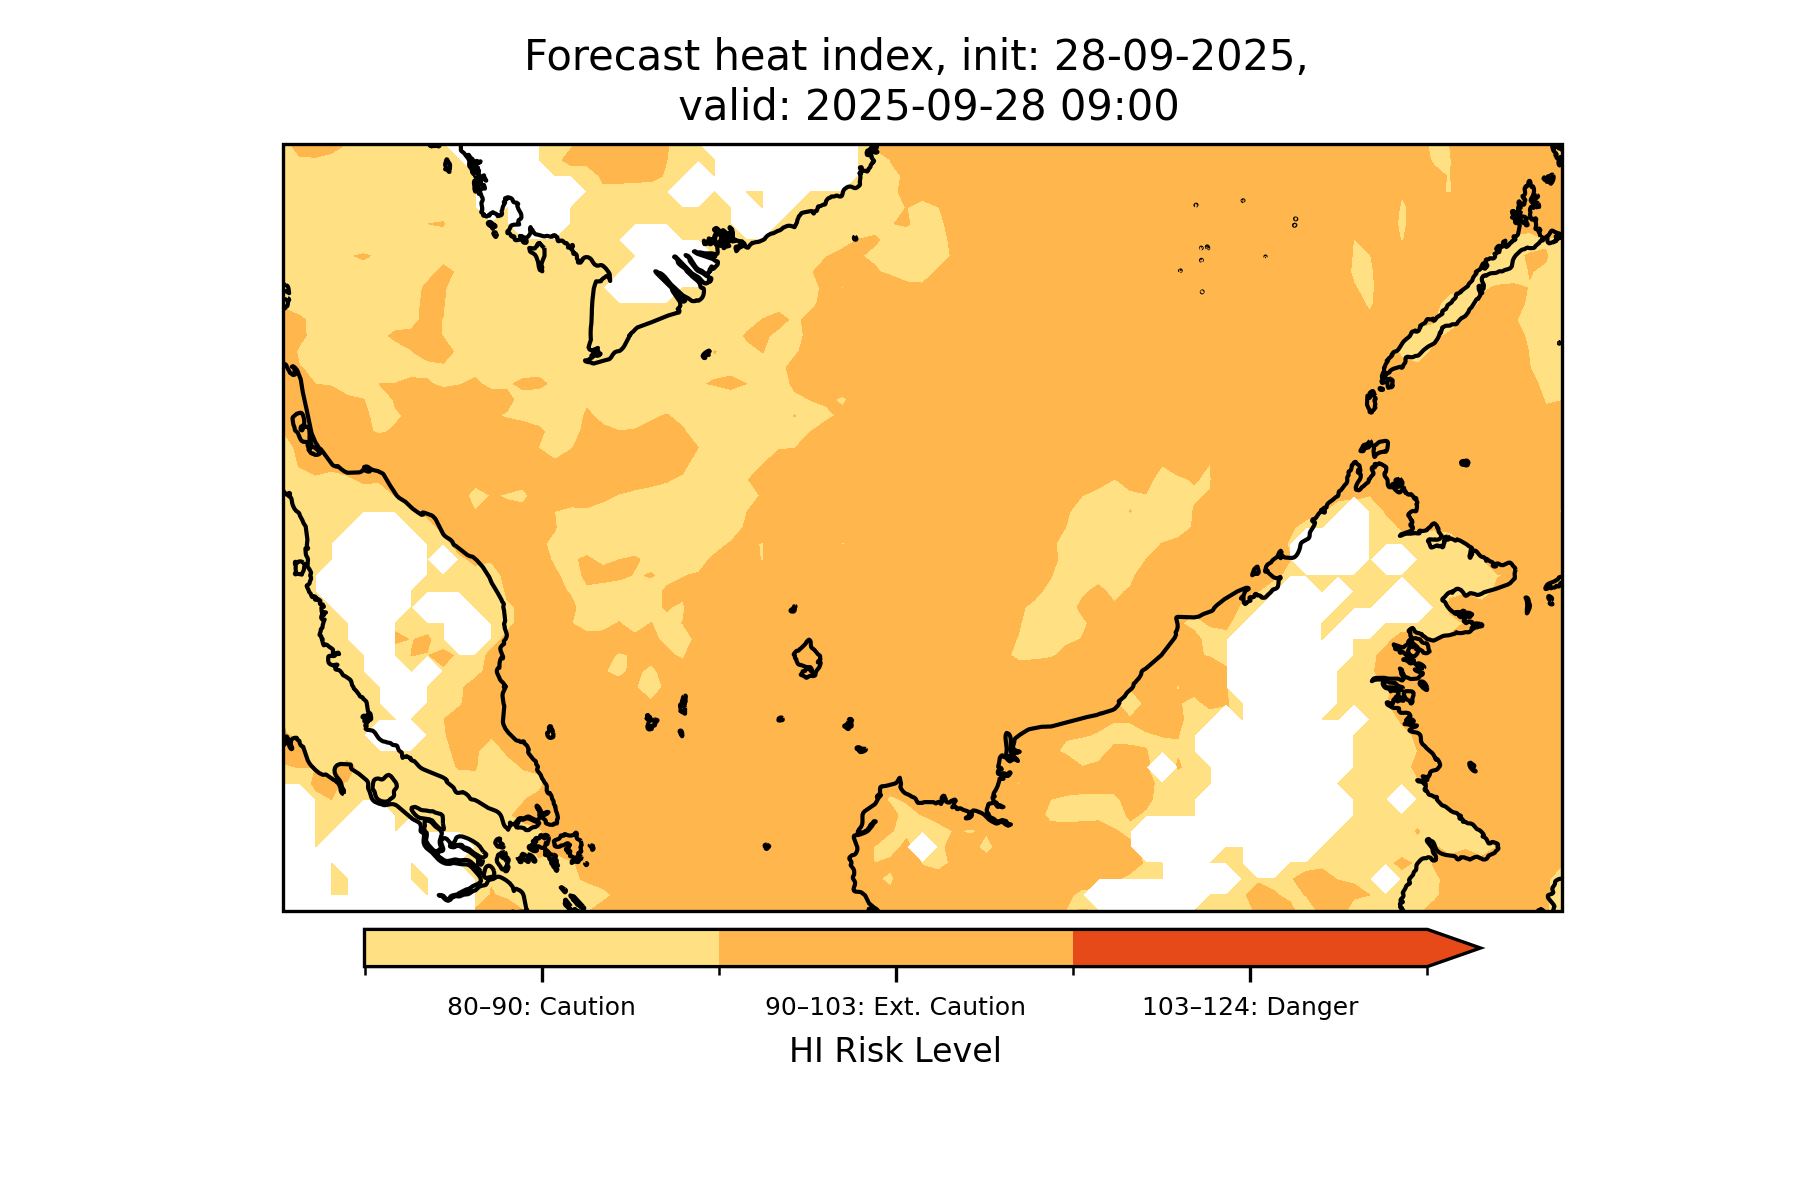 Forecast heat index, init: 28-09-2025,
valid: 2025-09-28 09:00
80–90: Caution
90–103: Ext. Caution
103–124: Danger
HI Risk Level